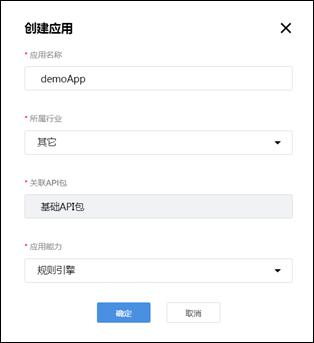 创建应用
* 应用名称
demoApp
* 所属行业
其它
* 关联API包
基础API包
* 应用能力
规则引擎
确定 取消